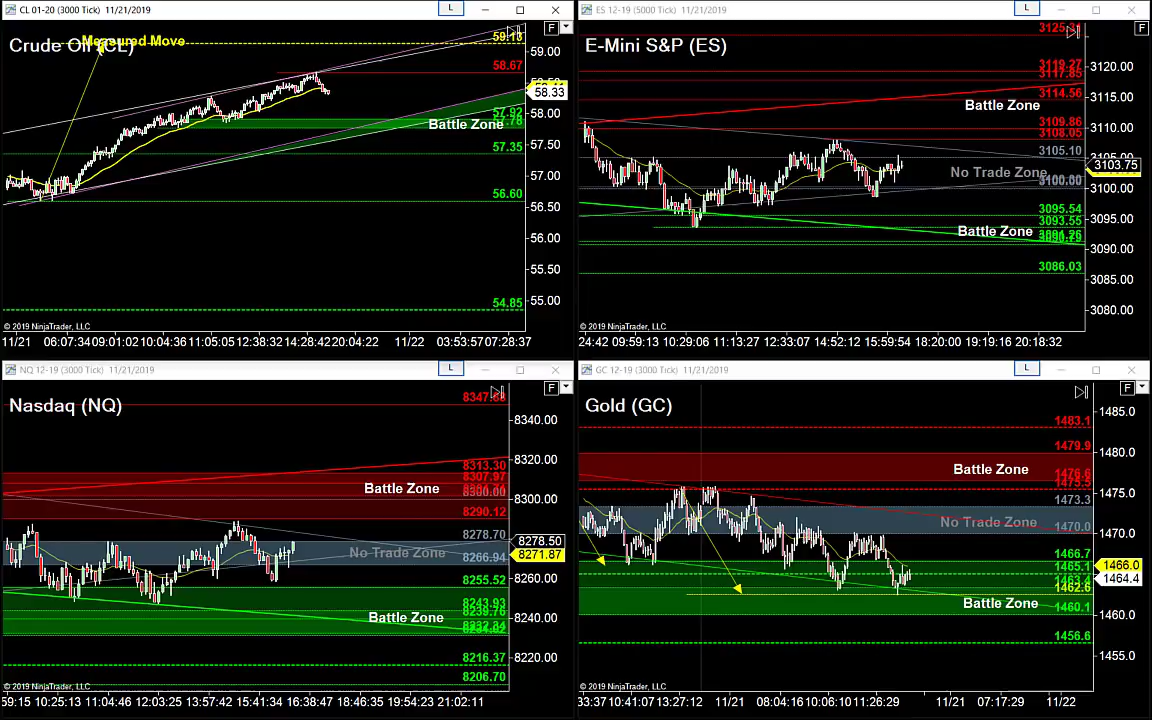 CL 01-20 (3000 Tick) 11/21/2019
L
F
Crude Oil (CL)
Measured Move
59.13
59.00
58.67
58.33
58.00
57.92
57.78
Battle Zone
57.50
57.35
57.00
56.60
56.50
56.00
55.50
55.00
54.85
© 2019 NinjaTrader, LLC
11/21 06:07:34 09:01:02 10:04:36 11:05:05 12:38:32 14:28:42 20:04:22 11/22 03:53:57 07:28:37
ES 12-19 (5000 Tick) 11/21/2019
L
F
E-Mini S&P (ES)
3125.31
3120.00
3119.27
3117.85
3115.00
3114.56
Battle Zone
3110.00
3109.86
3108.05
3105.10
3103.75
No Trade Zone
3100.00
3100.00
3095.54
3095.00
3093.55
Battle Zone
3090.00
3086.03
3085.00
3080.00
© 2019 NinjaTrader, LLC
24:42 09:59:13 10:29:06 11:13:27 12:33:07 14:52:12 15:59:54 18:20:00 19:19:16 20:18:32
NQ 12-19 (3000 Tick) 11/21/2019
L
F
Nasdaq (NQ)
8340.00
8320.00
8313.30
8307.97
8300.00
8300.00
Battle Zone
8290.12
8278.70
8278.50
8271.87
No Trade Zone
8266.94
8260.00
8255.52
8243.93
8240.00
Battle Zone
8220.00
8216.37
8206.70
© 2019 NinjaTrader, LLC
59:15 10:25:13 11:04:46 12:03:21 13:27:38 15:41:34 16:38:47 18:46:35 19:54:23 21:02:11
GC 12-19 (3000 Tick) 11/21/2019
L
F
Gold (GC)
1485.0
1483.1
1480.0
1479.9
Battle Zone
1475.0
1473.3
No Trade Zone
1470.0
1470.0
1466.7
1466.0
1465.1
1464.4
1462.6
Battle Zone
1460.1
1460.0
1456.6
1455.0
© 2019 NinjaTrader, LLC
33:37 10:41:07 13:27:12 11/21 08:04:16 10:06:10 11:26:29 11/21 07:17:29 11/22